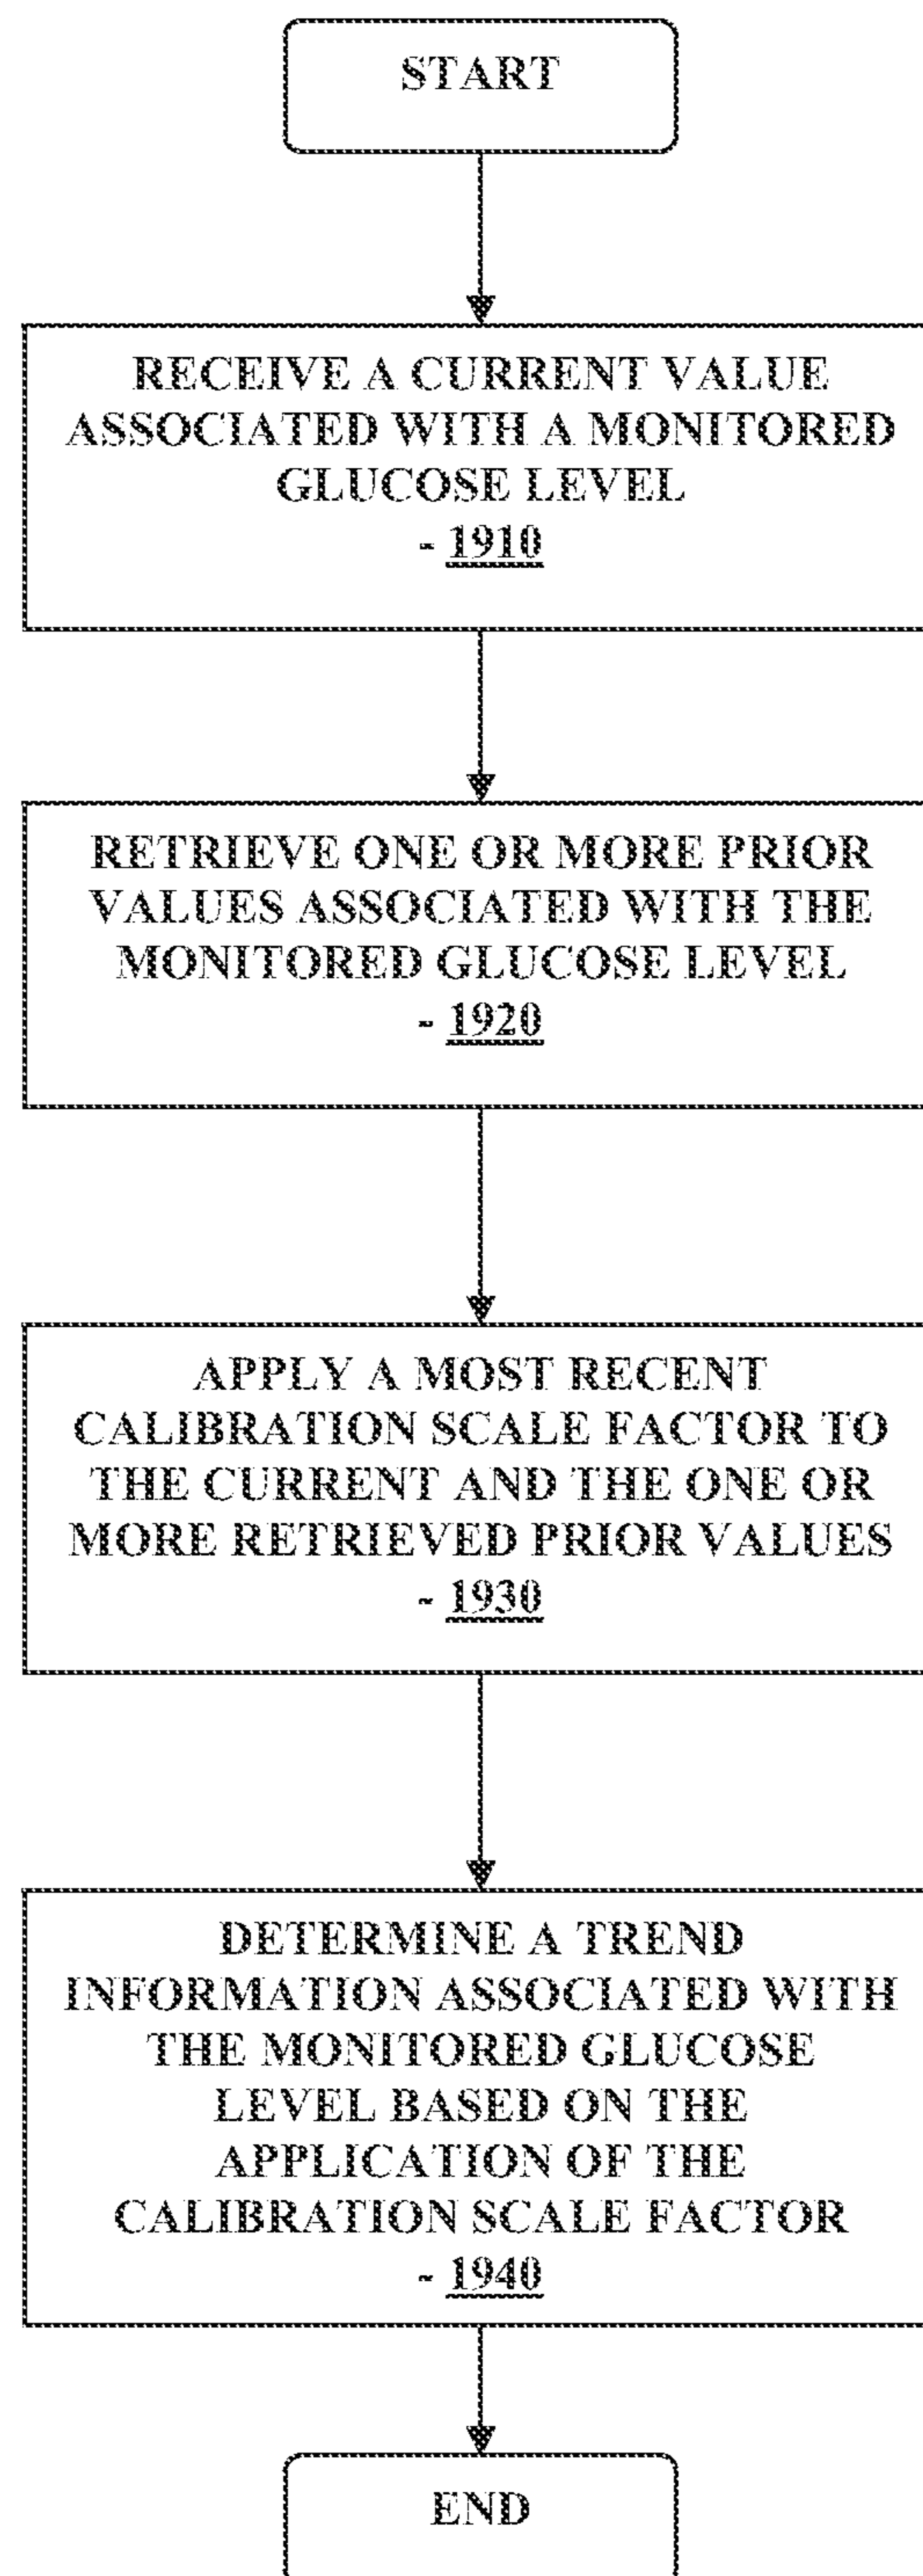 START
RECEIVE A CURRENT VALUE
ASSOCIATED WITH A MONITORED
GLUCOSE LEVEL
- 1910
RETRIEVE ONE OR MORE PRIOR
VALUES ASSOCIATED WITH THE
MONITORED GLUCOSE LEVEL
- 1920
APPLY A MOST RECENT
CALIBRATION SCALE FACTOR TO
THE CURRENT AND THE ONE OR
MORE RETRIEVED PRIOR VALUES
- 1930
DETERMINE A TREND
INFORMATION ASSOCIATED WITH
THE MONITORED GLUCOSE
LEVEL BASED ON THE
APPLICATION OF THE
CALIBRATION SCALE FACTOR
- 1940
END